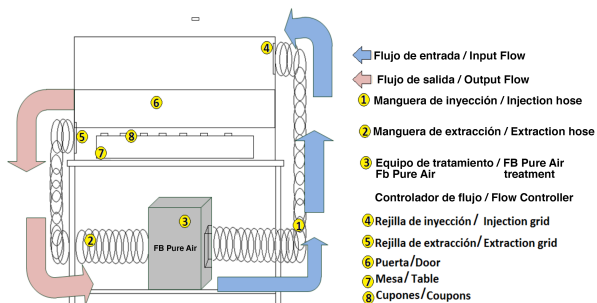 4
Flujo de entrada / Input Flow
Flujo de salida / Output Flow
6
1 Manguera de inyección / Injection hose
5
8
2 Manguera de extracción / Extraction hose
7
3 Equipo de tratamiento / FB Pure Air
Fb Pure Air treatment
Controlador de flujo / Flow Controller
3
4 Rejilla de inyección / Injection grid
1
2
FB Pure Air
5 Rejilla de extracción / Extraction grid
6 Puerta/Door
7 Mesa/ Table
8 Cupones/Coupons